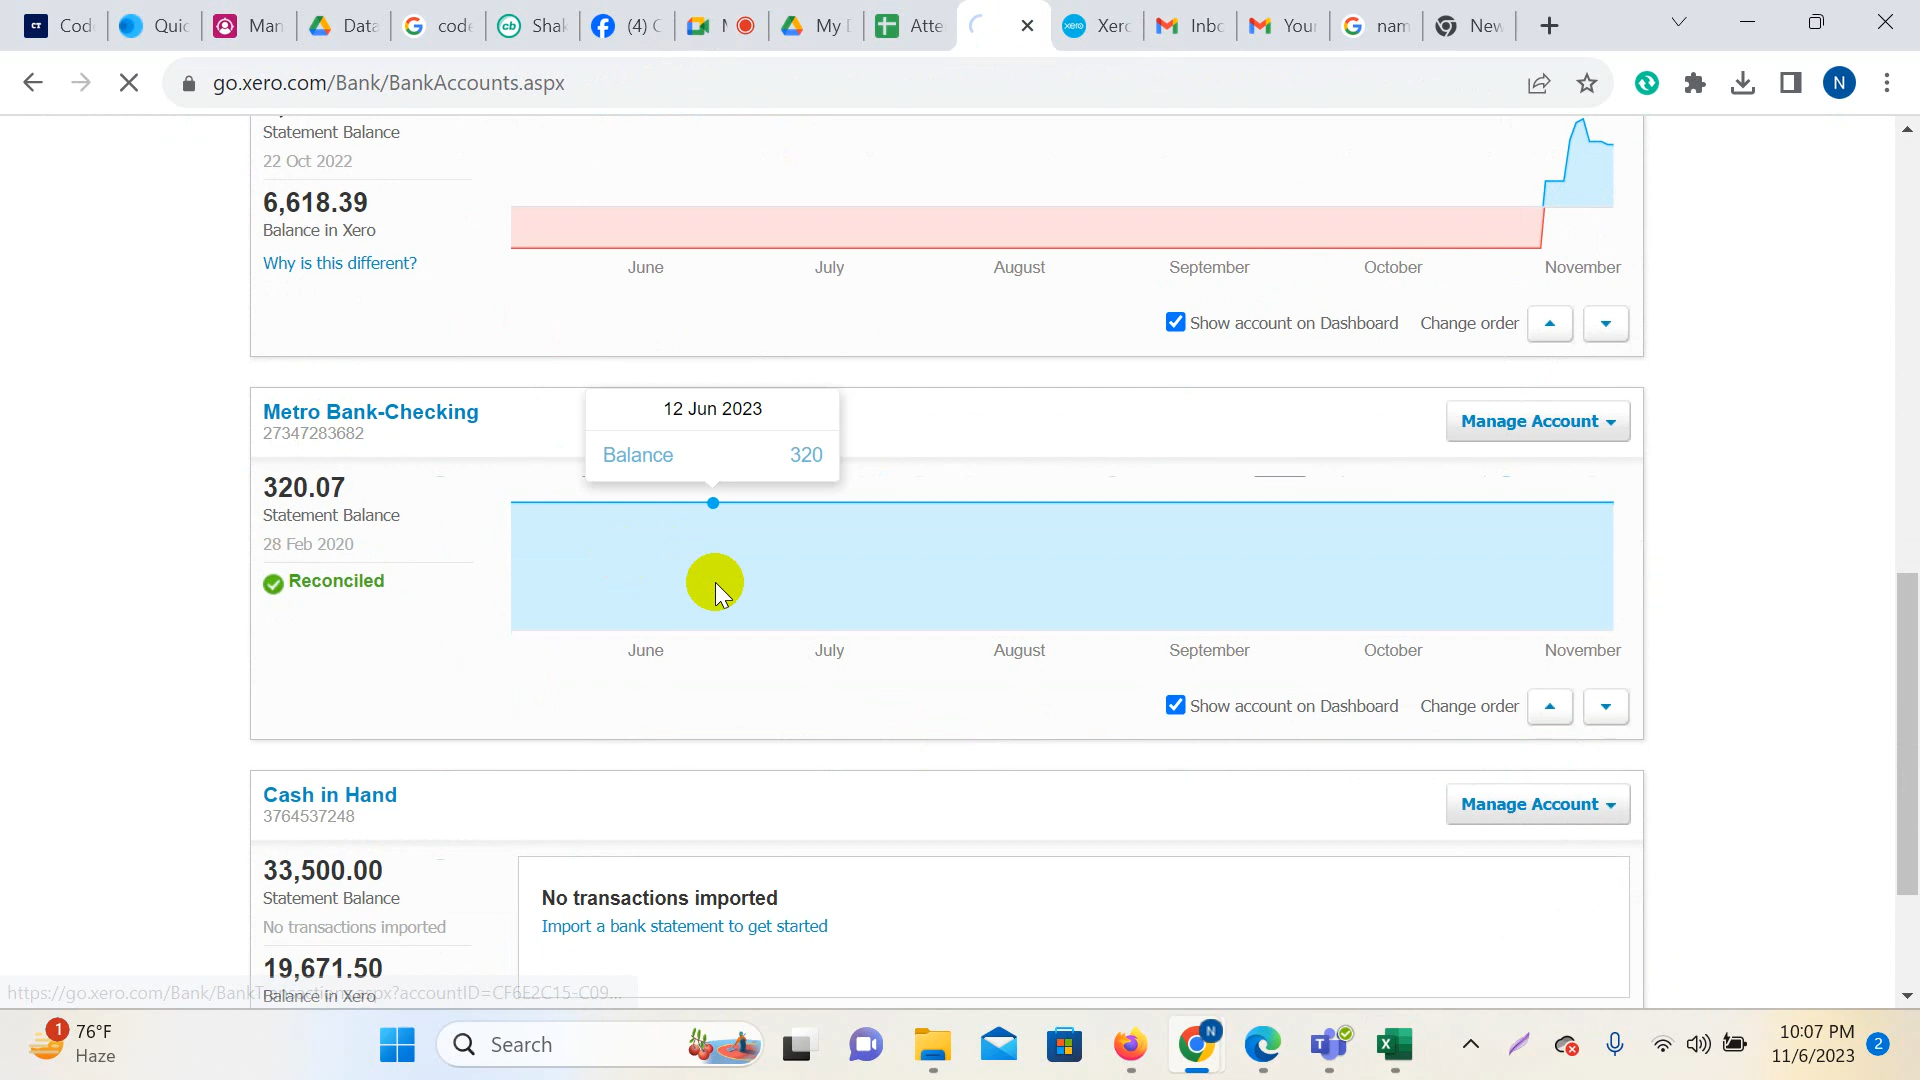 Cod
Quic
Man
Data
code
Shal
(4) C
My D
Atte
Xero
Inbo
Your
nam
New
go.xero.com/Bank/BankAccounts.aspx
N
Statement Balance
22 Oct 2022
6,618.39
Balance in Xero
Why is this different?
June July August September October November
Show account on Dashboard Change order
Metro Bank-Checking
27347283682
12 Jun 2023
Balance 320
Manage Account
320.07
Statement Balance
28 Feb 2020
Reconciled
June July August September October November
Show account on Dashboard Change order
Cash in Hand
3764537248
Manage Account
33,500.00
Statement Balance
No transactions imported
No transactions imported
Import a bank statement to get started
19,671.50
Balance in Xero
1 76°F
Haze
Search
10:07 PM
11/6/2023
2